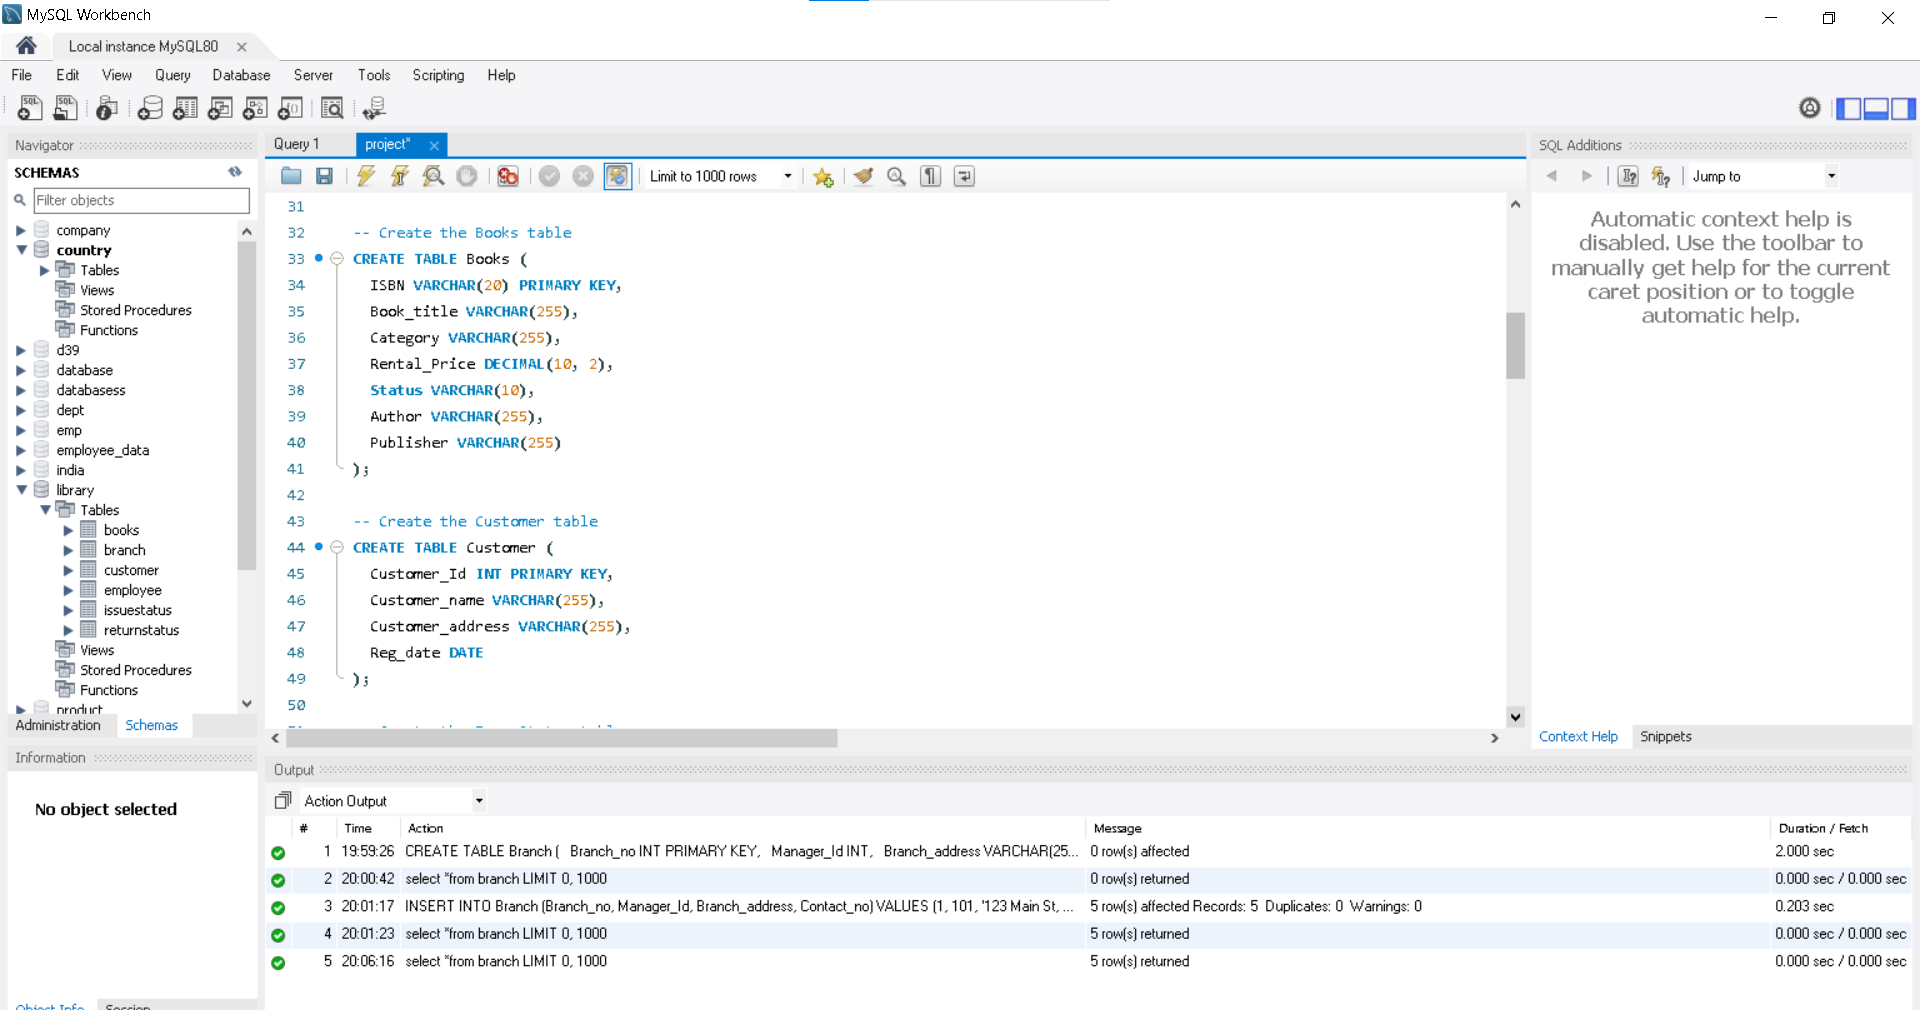 MySQL Workbench
Local instance MySQL80
File Edit View Query Database Server Tools Scripting Help
Navigator
SCHEMAS
Filter objects
company
country
Tables
Views
Stored Procedures
Functions
d39
database
databasess
dept
emp
employee_data
india
library
Tables
books
branch
customer
employee
issuestatus
returnstatus
Views
Stored Procedures
Functions
product
Administration Schemas
Information
No object selected
Object Info Session
Query 1 project*
Limit to 1000 rows
31
32 -- Create the Books table
33 CREATE TABLE Books (
34 ISBN VARCHAR(20) PRIMARY KEY,
35 Book_title VARCHAR(255),
36 Category VARCHAR(255),
37 Rental_Price DECIMAL(10, 2),
38 Status VARCHAR(10),
39 Author VARCHAR(255),
40 Publisher VARCHAR(255)
41 );
42
43 -- Create the Customer table
44 CREATE TABLE Customer (
45 Customer_Id INT PRIMARY KEY,
46 Customer_name VARCHAR(255),
47 Customer_address VARCHAR(255),
48 Reg_date DATE
49 );
50
SQL Additions
Jump to
Automatic context help is
disabled. Use the toolbar to
manually get help for the current
caret position or to toggle
automatic help.
Context Help Snippets
Output
Action Output
# Time Action Message Duration / Fetch
1 19:59:26 CREATE TABLE Branch ( Branch_no INT PRIMARY KEY, Manager_Id INT, Branch_address VARCHAR(25... 0 row(s) affected 2.000 sec
2 20:00:42 select *from branch LIMIT 0, 1000 0 row(s) returned 0.000 sec / 0.000 sec
3 20:01:17 INSERT INTO Branch (Branch_no, Manager_Id, Branch_address, Contact_no) VALUES (1, 101, '123 Main St, ... 5 row(s) affected Records: 5 Duplicates: 0 Warnings: 0 0.203 sec
4 20:01:23 select *from branch LIMIT 0, 1000 5 row(s) returned 0.000 sec / 0.000 sec
5 20:06:16 select *from branch LIMIT 0, 1000 5 row(s) returned 0.000 sec / 0.000 sec